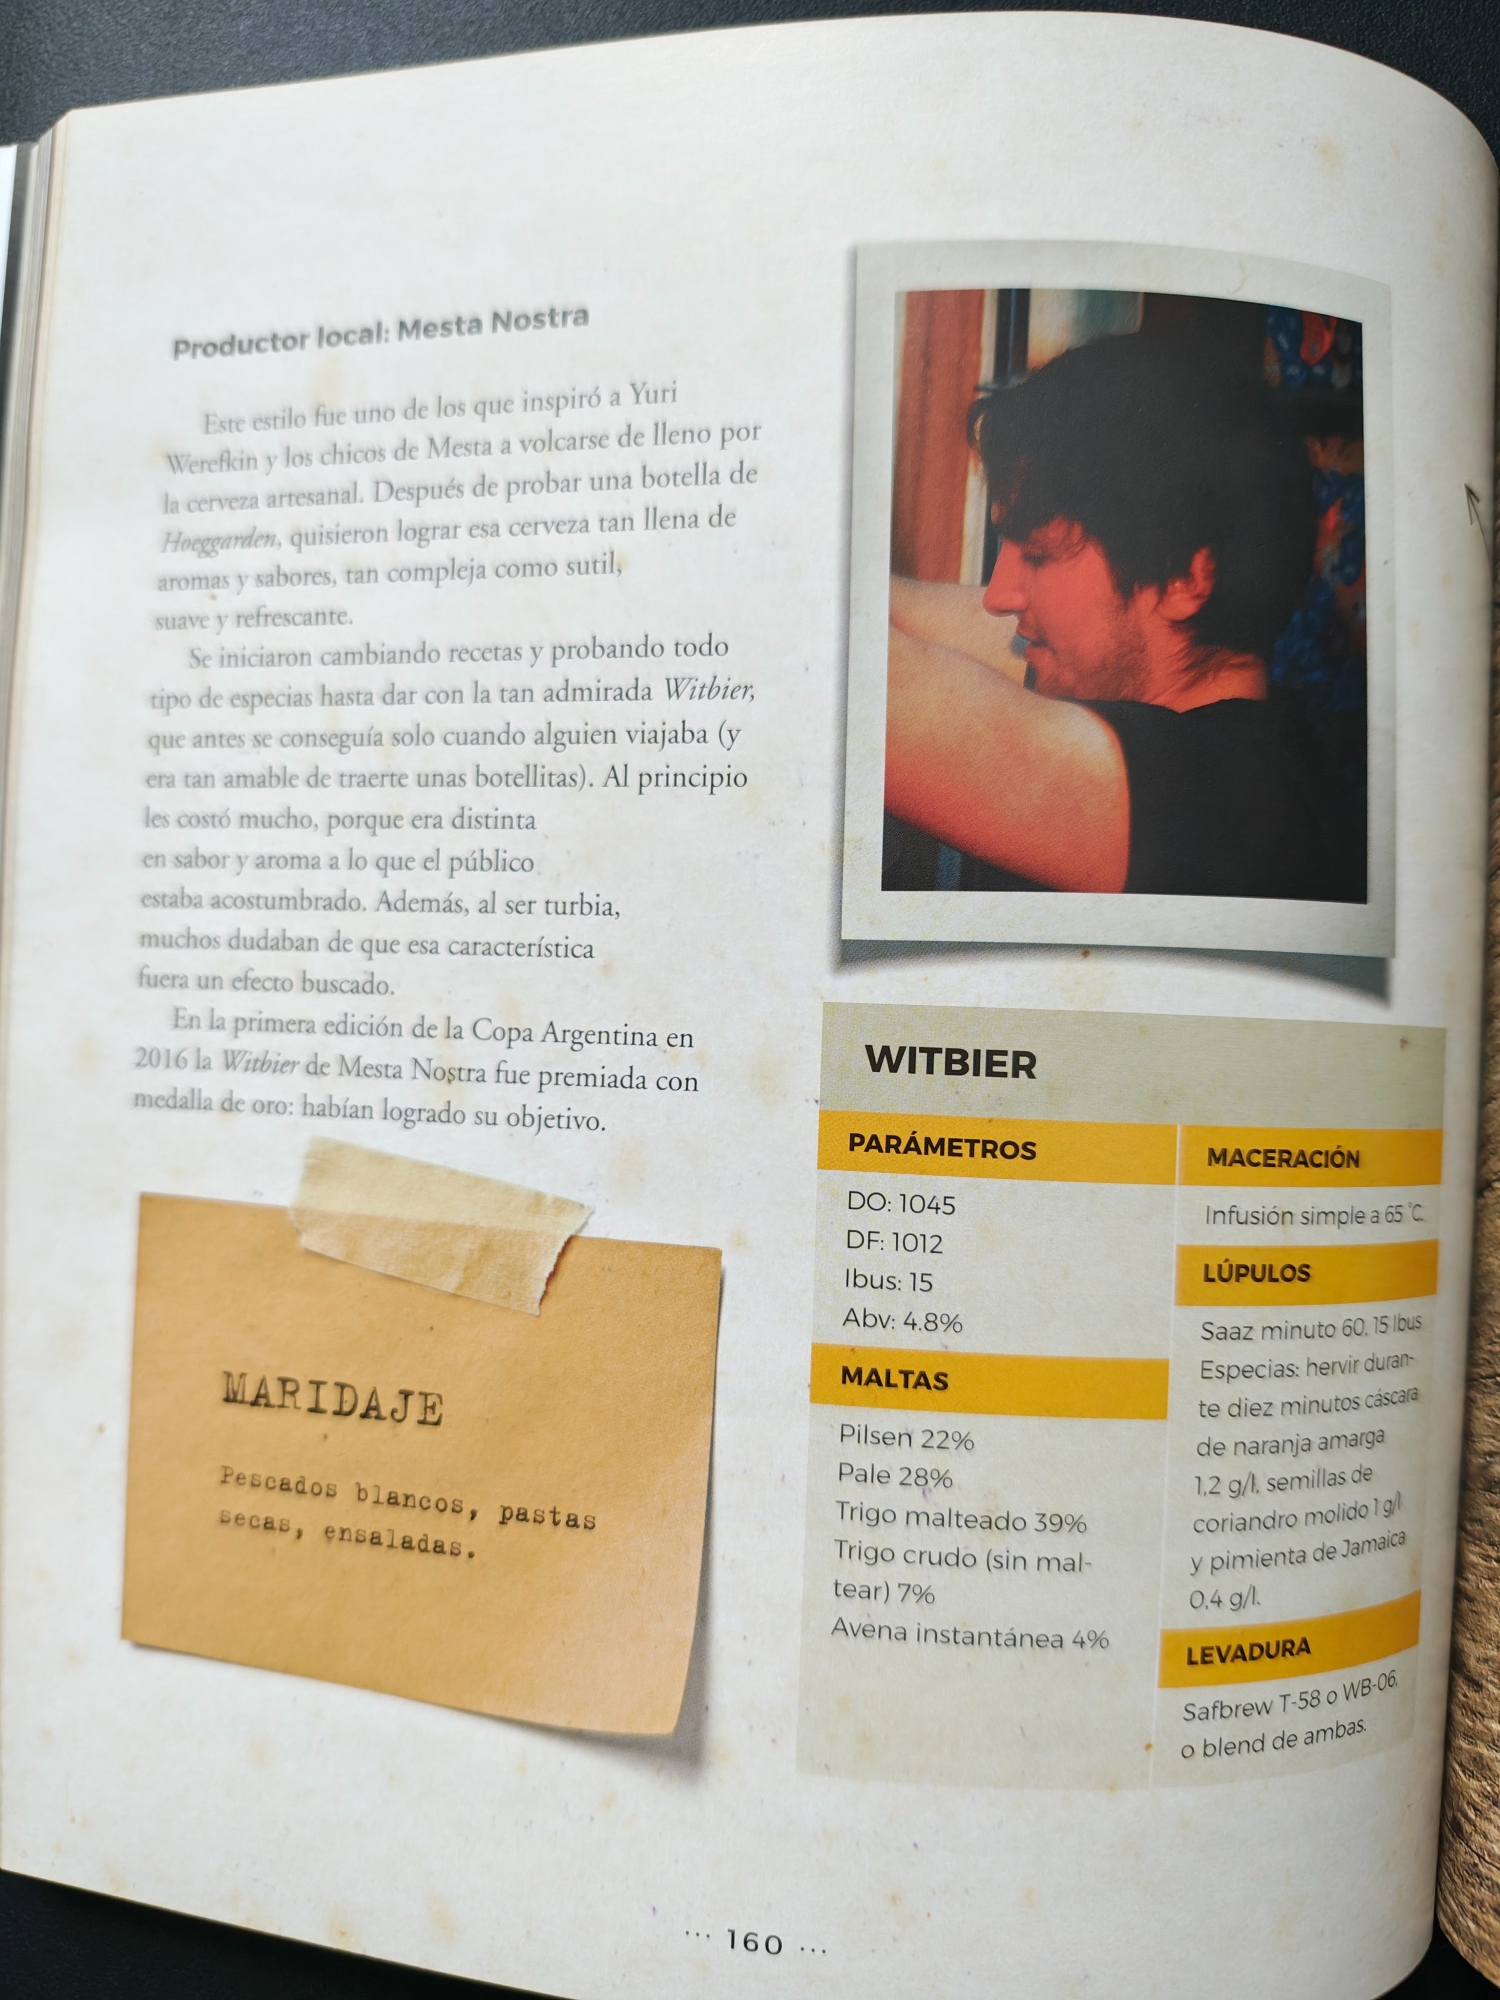 Productor local: Mesta Nostra
Este estilo fue uno de los que inspiró a Yuri
Werefkin y los chicos de Mesta a volcarse de lleno por
la cerveza artesanal. Después de probar una botella de
Hoeggarden, quisieron lograr esa cerveza tan llena de
aromas y sabores, tan compleja como sutil,
suave y refrescante.
Se iniciaron cambiando recetas y probando todo
tipo de especias hasta dar con la tan admirada Witbier,
que antes se conseguía solo cuando alguien viajaba (y
era tan amable de traerte unas botellitas). Al principio
les costó mucho, porque era distinta
en sabor y aroma a lo que el público
estaba acostumbrado. Además, al ser turbia,
muchos dudaban de que esa característica
fuera un efecto buscado.
En la primera edición de la Copa Argentina en
2016 la Witbier de Mesta Nostra fue premiada con
medalla de oro: habían logrado su objetivo.
MARIDAJE
Pescados blancos, pastas
secas, ensaladas.
WITBIER
PARÁMETROS
DO: 1045
DF: 1012
Ibus: 15
Abv: 4.8%
MALTAS
Pilsen 22%
Pale 28%
Trigo malteado 39%
Trigo crudo (sin mal-
tear) 7%
Avena instantánea 4%
MACERACIÓN
Infusión simple a 65 °C.
LÚPULOS
Saaz minuto 60, 15 Ibus
Especias: hervir duran-
te diez minutos cáscara
de naranja amarga
1,2 g/l, semillas de
coriandro molido 1 g/l
y pimienta de Jamaica
0,4 g/l.
LEVADURA
Safbrew T-58 o WB-06,
o blend de ambas.
··· 160 ···